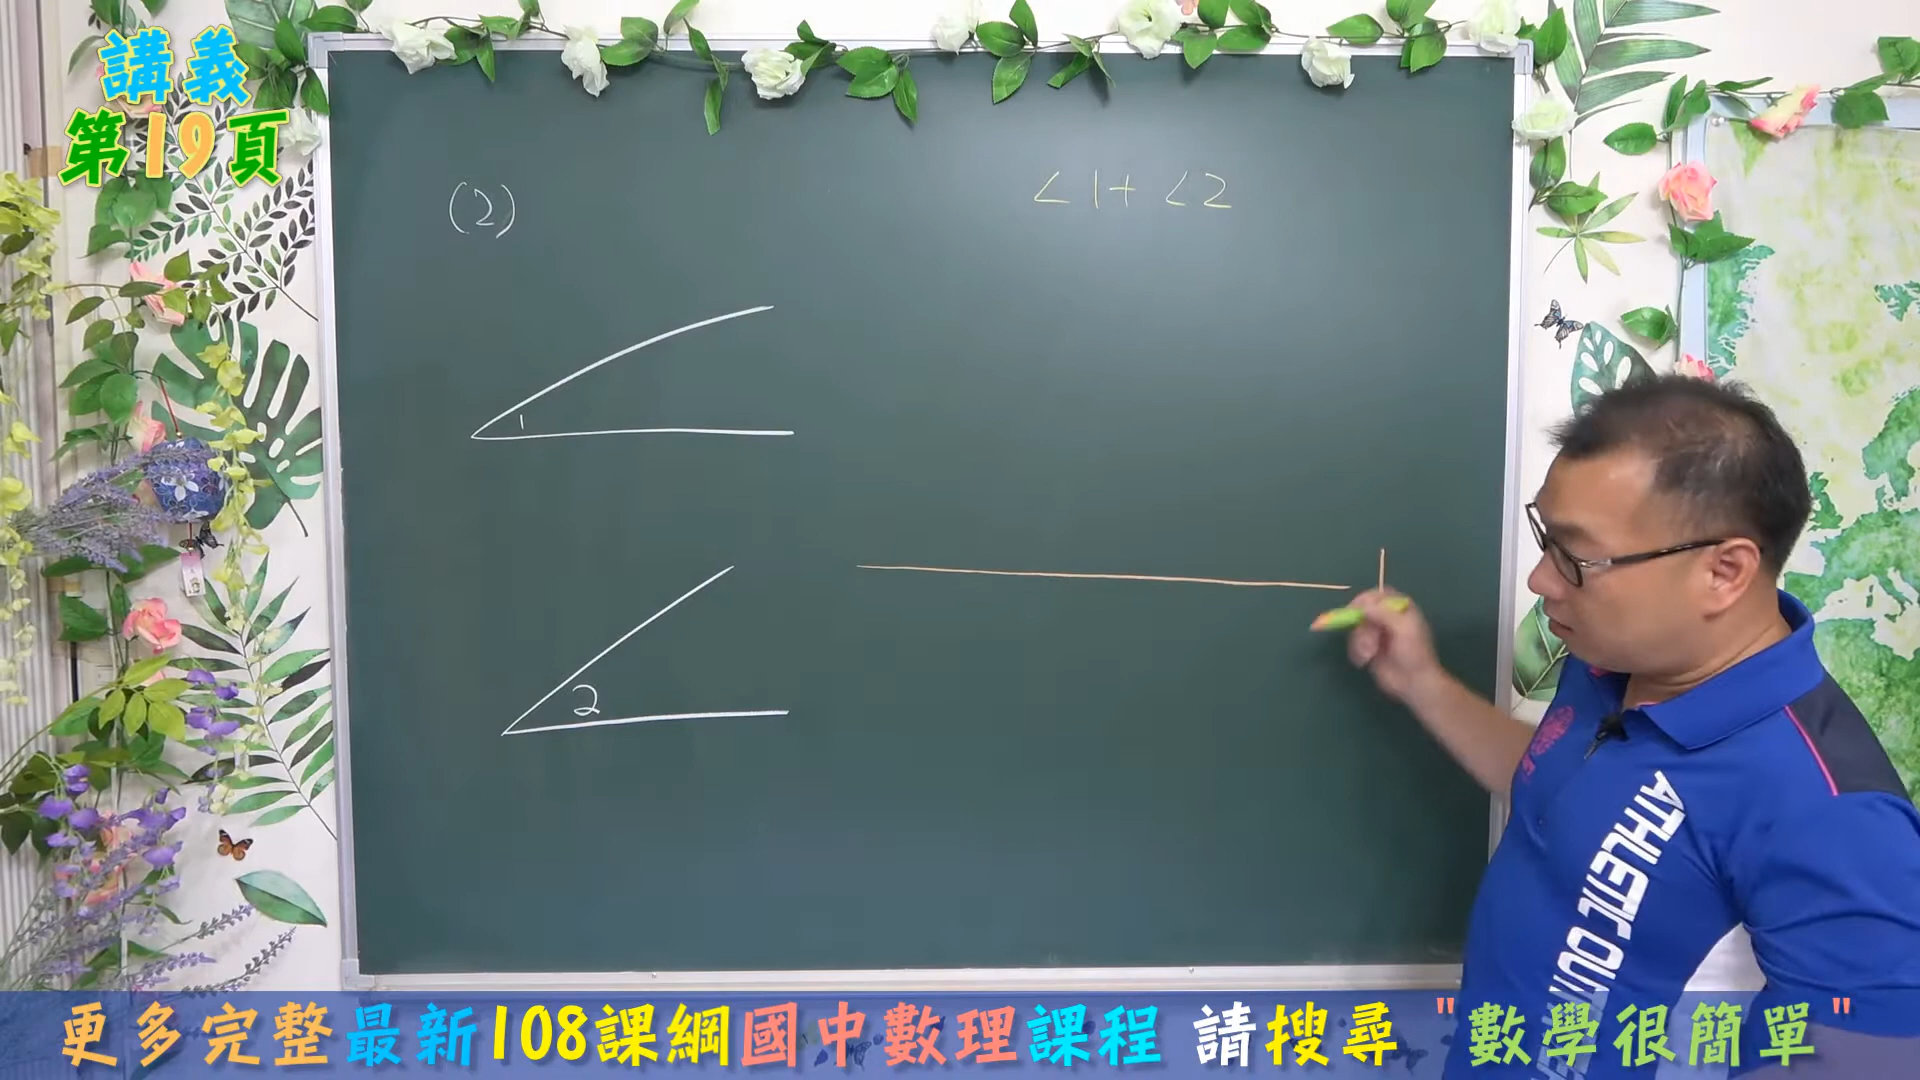 講義
第19頁
(2)
∠1+∠2
1
2
L
ATHLETIC OUT
更多完整最新108課綱國中數理課程 請搜尋 "數學很簡單"